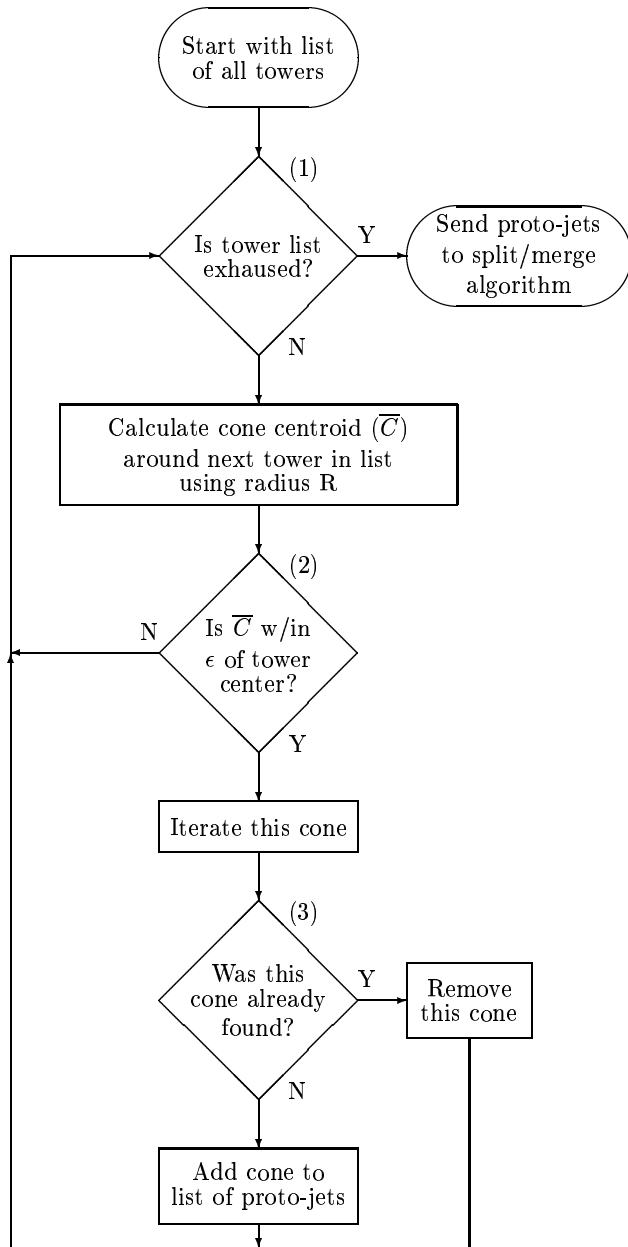 Start with list
of all towers
(1)
Is tower list
exhaused?
Y
Send proto-jets
to split/merge
algorithm
N
Calculate cone centroid (C̅)
around next tower in list
using radius R
(2)
N
Is C̅ w/in
ϵ of tower
center?
Y
Iterate this cone
(3)
Was this
cone already
found?
Y
Remove
this cone
N
Add cone to
list of proto-jets